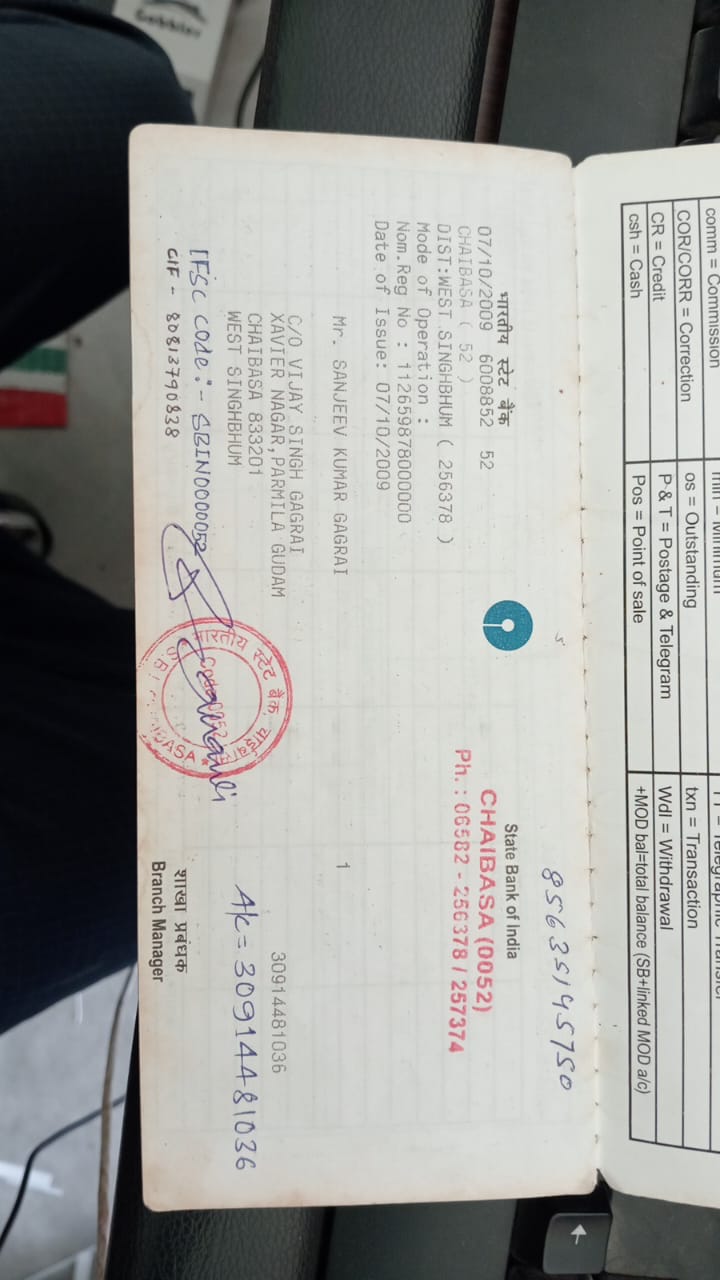 Gobbler
comm = Commission
COR/CORR = Correction
os = Outstanding
txn = Transaction
CR = Credit
P & T = Postage & Telegram
Wdl = Withdrawal
csh = Cash
Pos = Point of sale
+MOD bal=total balance (SB+linked MOD a/c)
85635145750
भारतीय स्टेट बैंक
State Bank of India
07/10/2009 6008852 52
CHAIBASA (0052)
CHAIBASA ( 52 )
Ph. : 06582 - 256378 / 257374
DIST:WEST SINGHBHUM ( 256378 )
Mode of Operation :
Nom.Reg No : 112659878000000
Date of Issue: 07/10/2009
Mr. SANJEEV KUMAR GAGRAI
1
C/O VIJAY SINGH GAGRAI
30914481036
XAVIER NAGAR,PARMILA GUDAM
CHAIBASA 833201
WEST SINGHBHUM
A/c = 30914481036
IFSC Code :- SBIN0000052
CIF - 80813790838
भारतीय स्टेट बैंक
शाखा प्रबंधक
Branch Manager